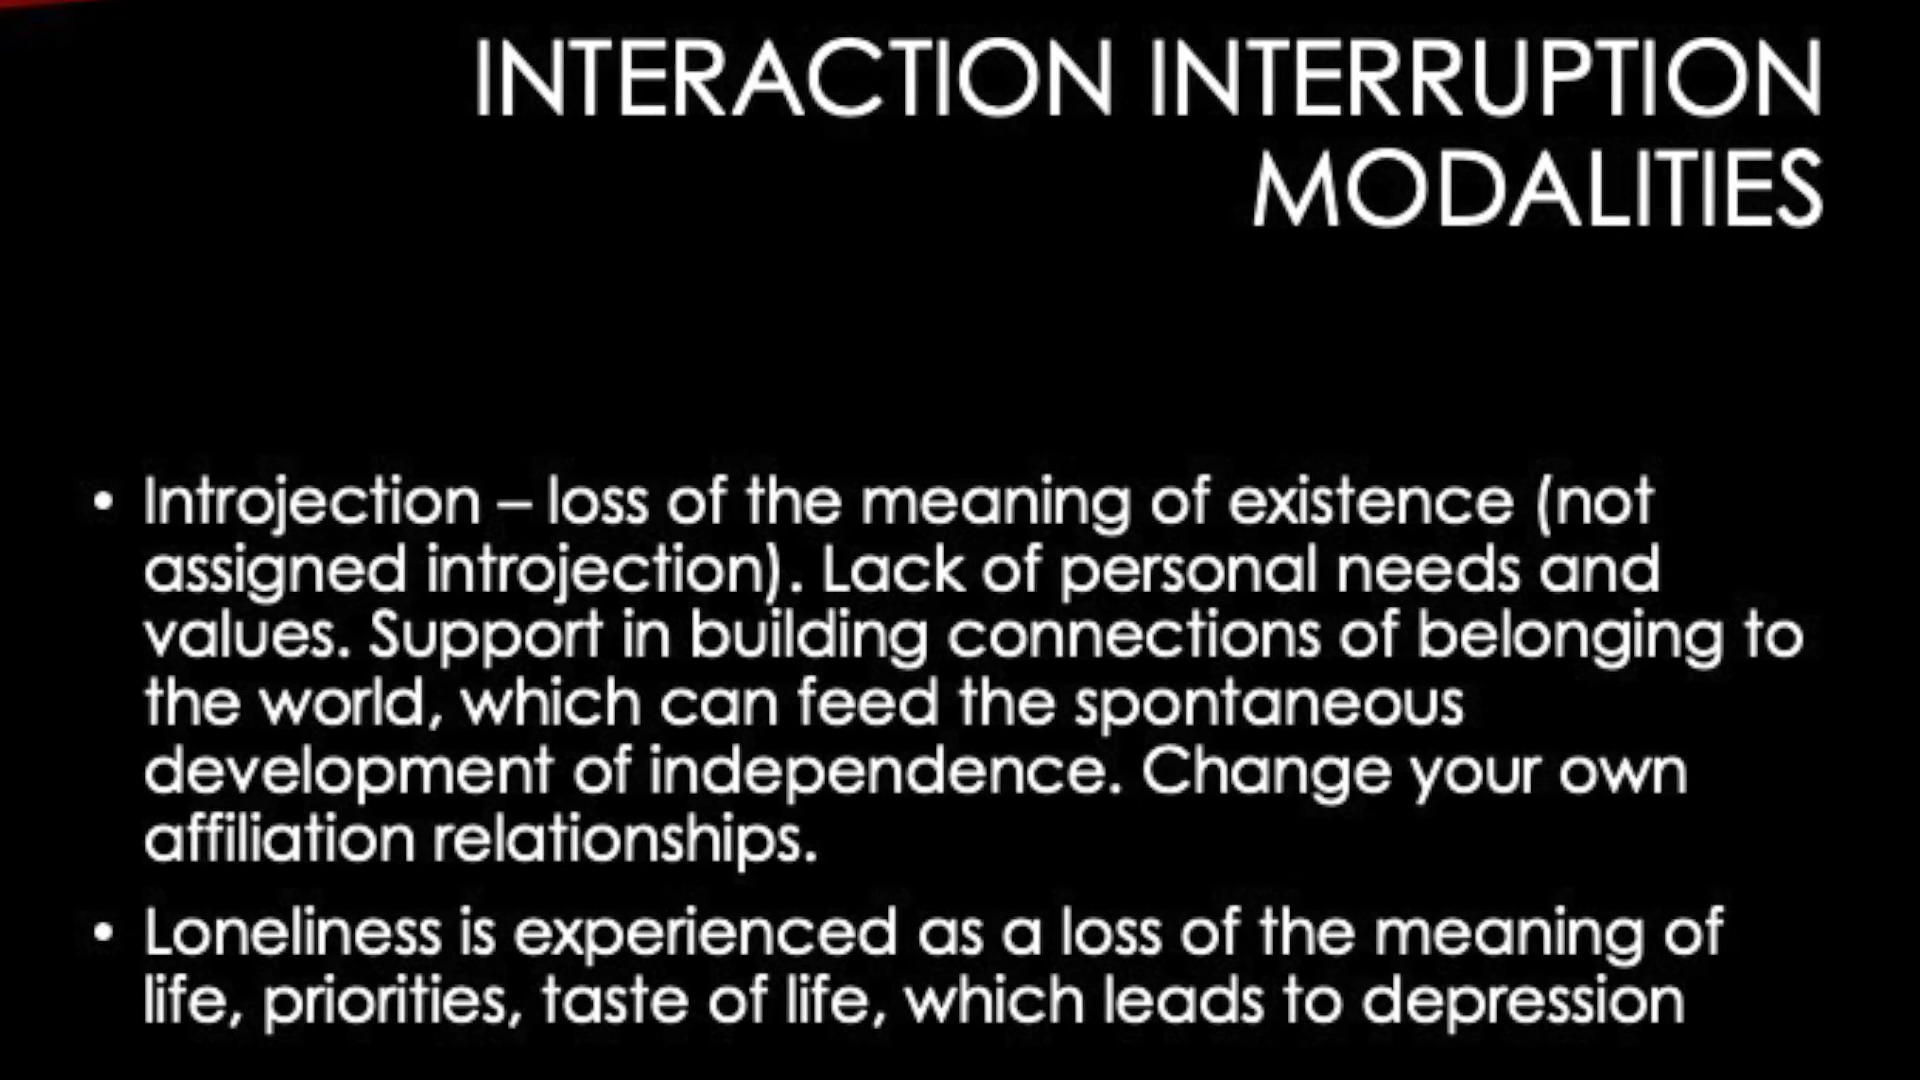 INTERACTION INTERRUPTION
MODALITIES
• Introjection – loss of the meaning of existence (not
assigned introjection). Lack of personal needs and
values. Support in building connections of belonging to
the world, which can feed the spontaneous
development of independence. Change your own
affiliation relationships.
• Loneliness is experienced as a loss of the meaning of
life, priorities, taste of life, which leads to depression